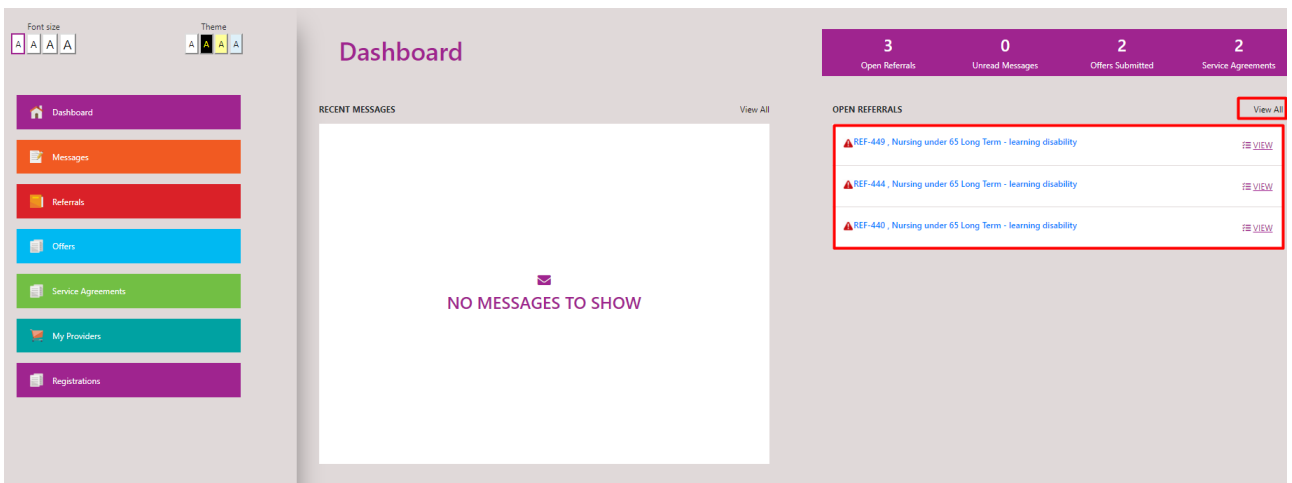 Font size
Theme
A A A A
A A A A
Dashboard
3
Open Referrals
0
Unread Messages
2
Offers Submitted
2
Service Agreements
Dashboard
Messages
Referrals
Offers
Service Agreements
My Providers
Registrations
RECENT MESSAGES
View All
NO MESSAGES TO SHOW
OPEN REFERRALS
View All
REF-449 , Nursing under 65 Long Term - learning disability
VIEW
REF-444 , Nursing under 65 Long Term - learning disability
VIEW
REF-440 , Nursing under 65 Long Term - learning disability
VIEW